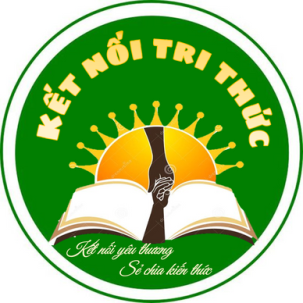 KẾT NỐI TRI THỨC
Kết nối yêu thương
Sẻ chia kiến thức